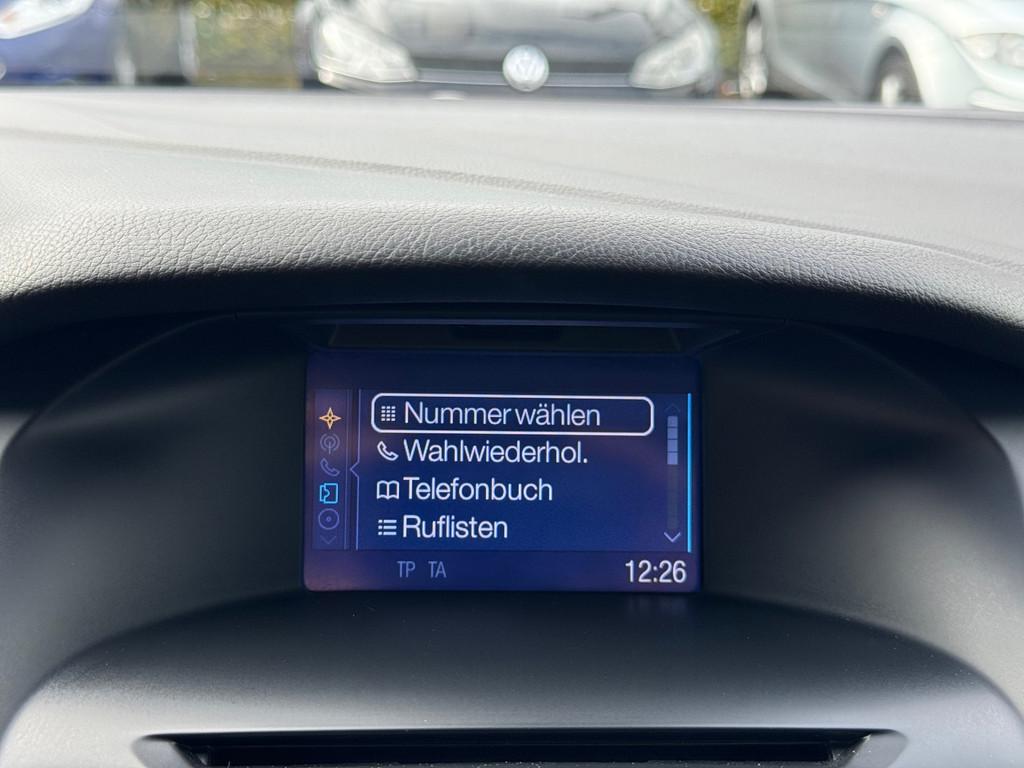 Nummer wählen
Wahlwiederhol.
Telefonbuch
Ruflisten
TP TA 12:26